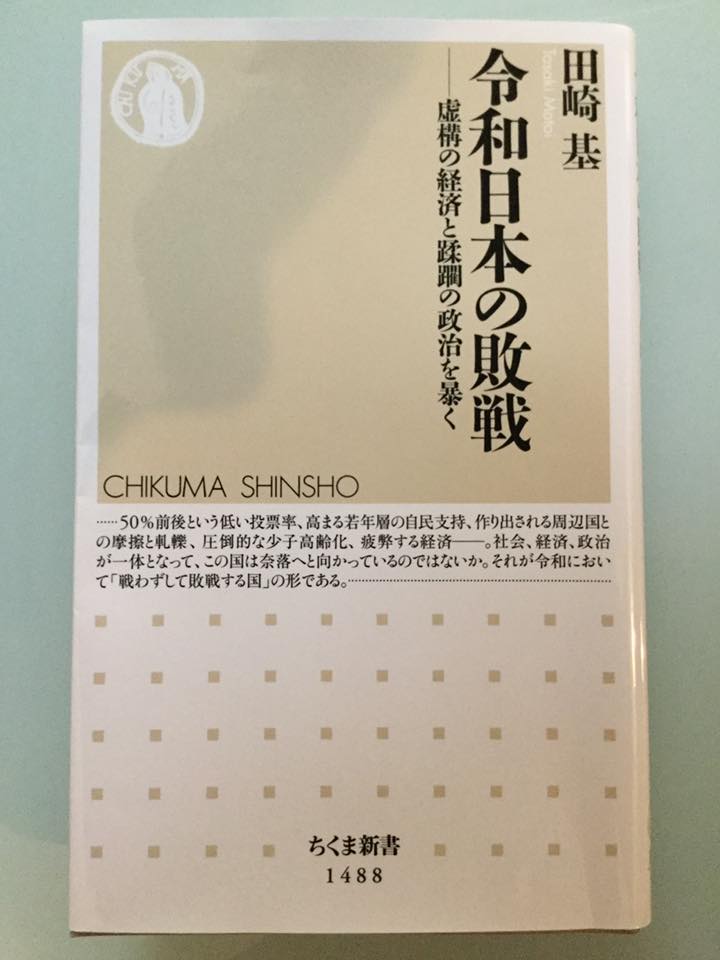 田崎 基
Tasaki Motoi
令和日本の敗戦
──虚構の経済と蹂躙の政治を暴く
CHIKUMA
CHIKUMA SHINSHO
……50%前後という低い投票率、高まる若年層の自民支持、作り出される周辺国と
の摩擦と軋轢、圧倒的な少子高齢化、疲弊する経済──。社会、経済、政治
が一体となって、この国は奈落へと向かっているのではないか。それが令和におい
て「戦わずして敗戦する国」の形である。……………………………………
ちくま新書
1488